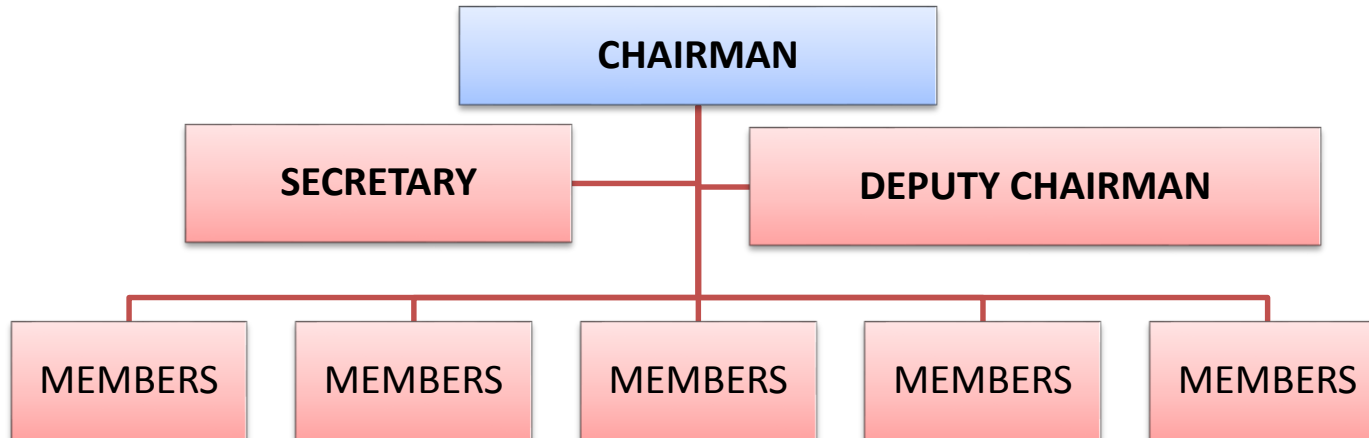 CHAIRMAN
SECRETARY
DEPUTY CHAIRMAN
MEMBERS
MEMBERS
MEMBERS
MEMBERS
MEMBERS